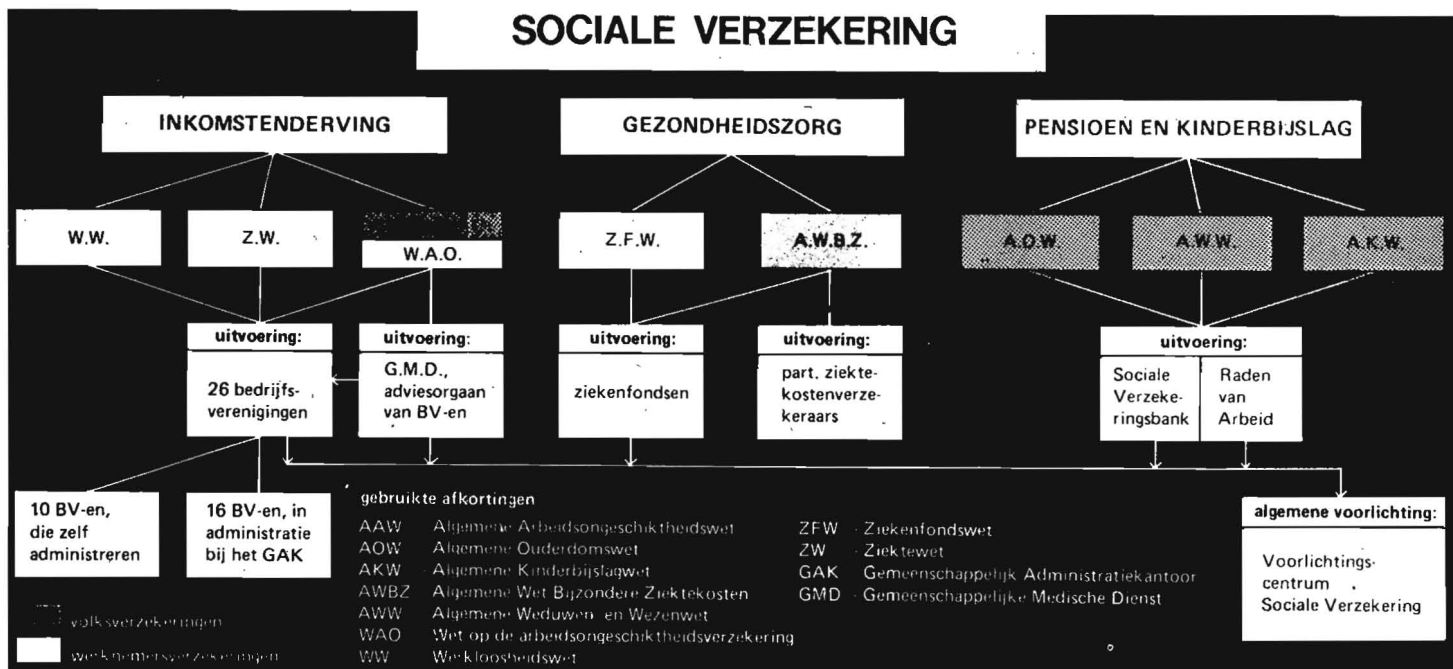 SOCIALE VERZEKERING
INKOMSTENDERVING
GEZONDHEIDSZORG
PENSIOEN EN KINDERBIJSLAG
W.W.
Z.W.
W.A.O.
Z.F.W.
A.W.B.Z.
A.O.W.
A.W.W.
A.K.W.
uitvoering:
26 bedrijfs-
verenigingen
uitvoering:
G.M.D.,
adviesorgaan
van BV-en
uitvoering:
ziekenfondsen
uitvoering:
part. ziekte-
kostenverze-
keraars
uitvoering:
Sociale
Verzeke-
ringsbank
Raden
van
Arbeid
10 BV-en,
die zelf
administreren
16 BV-en, in
administratie
bij het GAK
gebruikte afkortingen
AAW Algemene Arbeidsongeschiktheidswet
AOW Algemene Ouderdomswet
AKW Algemene Kinderbijslagwet
AWBZ Algemene Wet Bijzondere Ziektekosten
AWW Algemene Weduwen- en Wezenwet
WAO Wet op de arbeidsongeschiktheidsverzekering
WW Werkloosheidswet
ZFW - Ziekenfondswet
ZW - Ziektewet
GAK - Gemeenschappelijk Administratiekantoor
GMD - Gemeenschappelijke Medische Dienst
algemene voorlichting:
Voorlichtings-
centrum
Sociale Verzekering
volksverzekeringen
werknemersverzekeringen